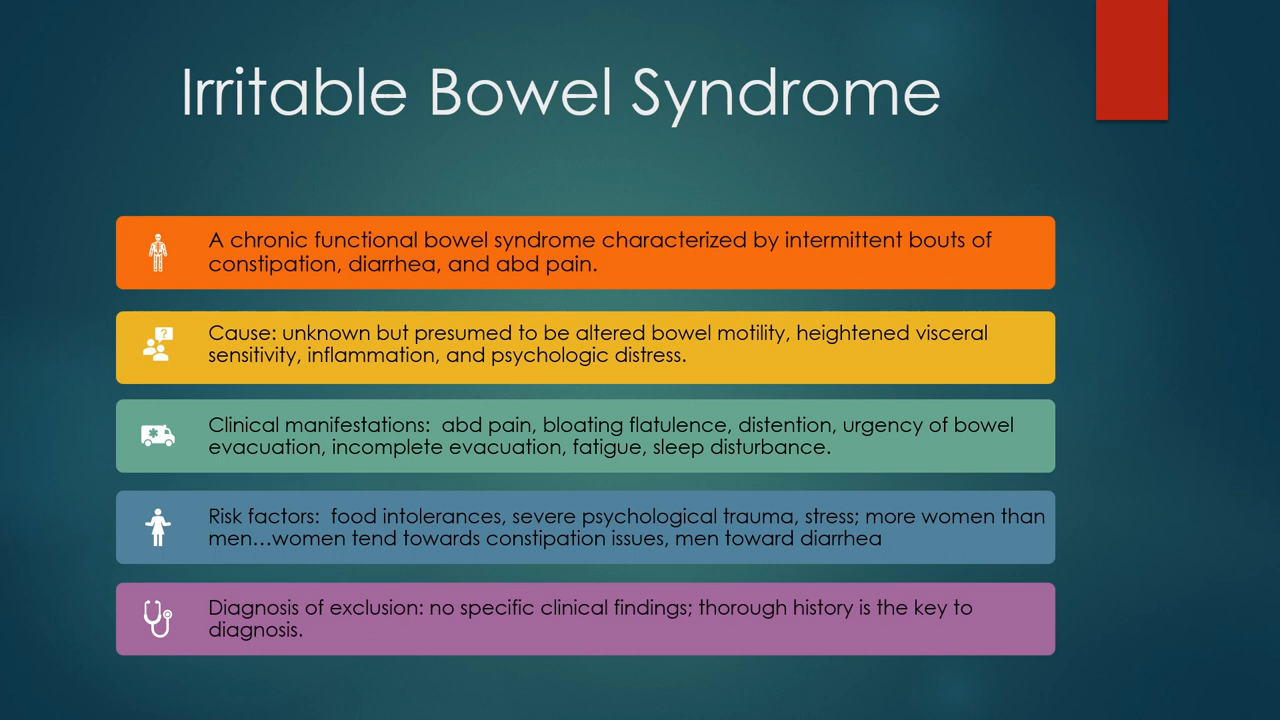 Irritable Bowel Syndrome
A chronic functional bowel syndrome characterized by intermittent bouts of
constipation, diarrhea, and abd pain.
?
Cause: unknown but presumed to be altered bowel motility, heightened visceral
sensitivity, inflammation, and psychologic distress.
Clinical manifestations:  abd pain, bloating flatulence, distention, urgency of bowel
evacuation, incomplete evacuation, fatigue, sleep disturbance.
Risk factors:  food intolerances, severe psychological trauma, stress; more women than
men…women tend towards constipation issues, men toward diarrhea
Diagnosis of exclusion: no specific clinical findings; thorough history is the key to
diagnosis.